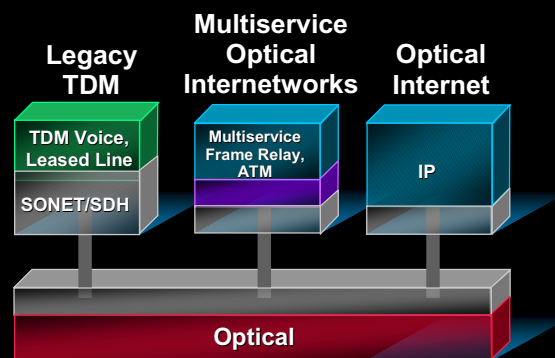 Legacy
TDM
Multiservice
Optical
Internetworks
Optical
Internet
TDM Voice,
Leased Line
SONET/SDH
Multiservice
Frame Relay,
ATM
IP
Optical